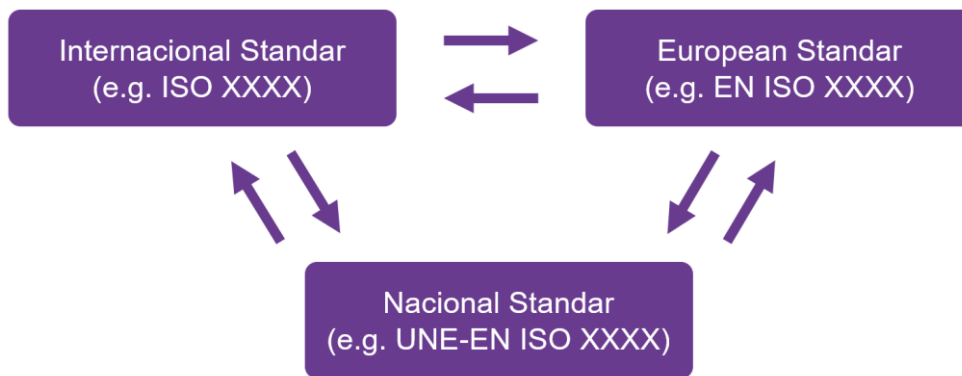 Internacional Standar
(e.g. ISO XXXX)
European Standar
(e.g. EN ISO XXXX)
Nacional Standar
(e.g. UNE-EN ISO XXXX)